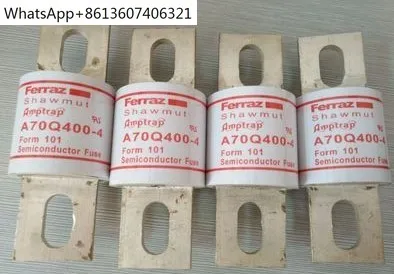 WhatsApp+8613607406321
Ferraz
Shawmut
Amptrap
A70Q400-4
Form 101
Semiconductor Fuse
Ferraz
Shawmut
Amptrap
A70Q400-4
Form 101
Semiconductor Fuse
Ferraz
Shawmut
Amptrap
A70Q400-4
Form 101
Semiconductor Fuse
Ferraz
Shawmut
Amptrap
A70Q400-4
Form 101
Semiconductor Fuse